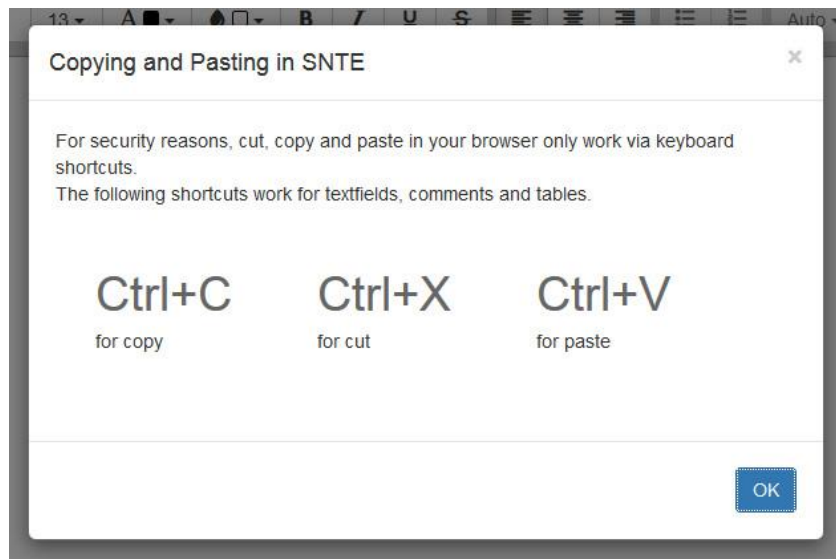 13 A B I U S Auto
Copying and Pasting in SNTE ×
For security reasons, cut, copy and paste in your browser only work via keyboard
shortcuts.
The following shortcuts work for textfields, comments and tables.
Ctrl+C Ctrl+X Ctrl+V
for copy for cut for paste
OK